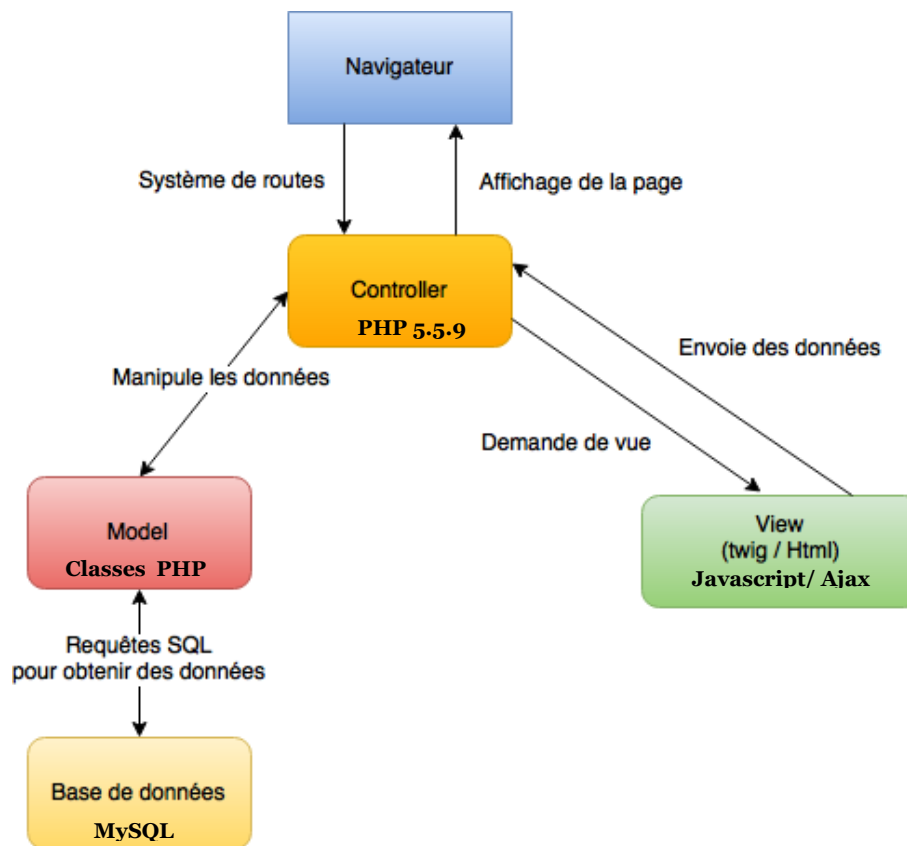 Navigateur
Système de routes
Affichage de la page
Controller
PHP 5.5.9
Envoie des données
Manipule les données
Demande de vue
Model
Classes PHP
View
(twig / Html)
Javascript/ Ajax
Requêtes SQL
pour obtenir des données
Base de données
MySQL